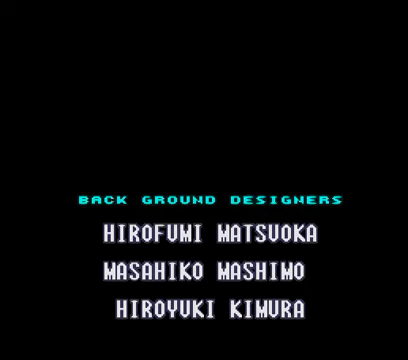 BACK GROUND DESIGNERS
HIROFUMI MATSUOKA
MASAHIKO MASHIMO
HIROYUKI KIMURA